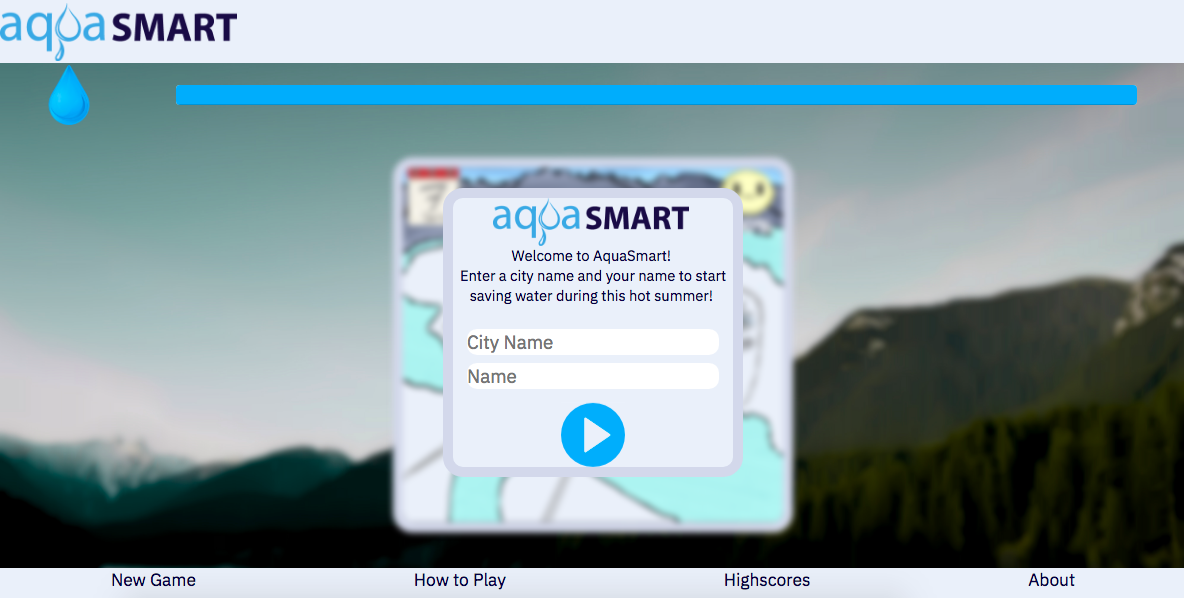 aqua SMART
aqua SMART
Welcome to AquaSmart!
Enter a city name and your name to start
saving water during this hot summer!
City Name
Name
New Game
How to Play
Highscores
About